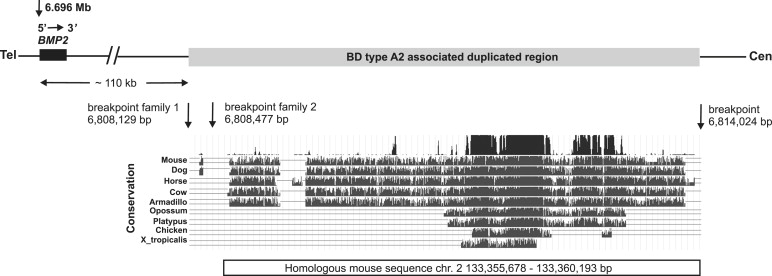 6.696 Mb
5' → 3'
BMP2
Tel
BD type A2 associated duplicated region
Cen
~ 110 kb
breakpoint family 1
6,808,129 bp
breakpoint family 2
6,808,477 bp
breakpoint
6,814,024 bp
Conservation
Mouse
Dog
Horse
Cow
Armadillo
Opossum
Platypus
Chicken
X_tropicalis
Homologous mouse sequence chr. 2 133,355,678 - 133,360,193 bp